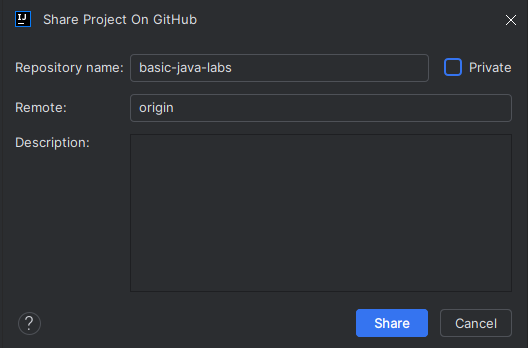 IJ Share Project On GitHub
Repository name: basic-java-labs Private
Remote: origin
Description:
? Share Cancel